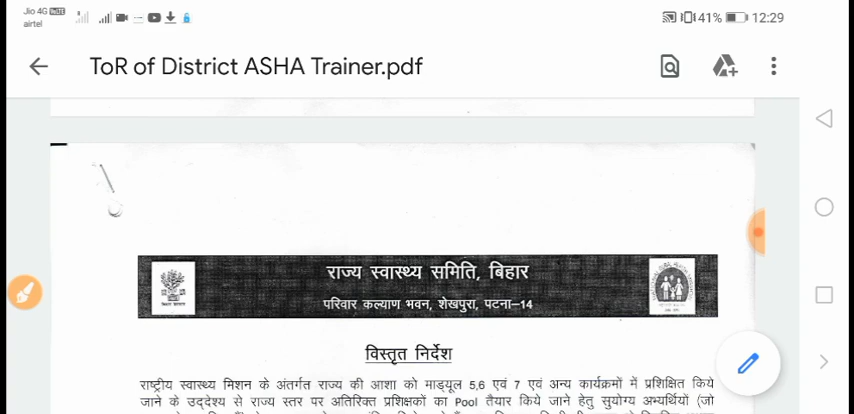 Jio 4G VoLTE
airtel
41% 12:29
ToR of District ASHA Trainer.pdf
राज्य स्वास्थ्य समिति, बिहार
परिवार कल्याण भवन, शेखपुरा, पटना–14
विस्तृत निर्देश
राष्ट्रीय स्वास्थ्य मिशन के अंतर्गत राज्य की आशा को माड्यूल 5,6 एवं 7 एवं अन्य कार्यक्रमों में प्रशिक्षित किये
जाने के उद्देश्य से राज्य स्तर पर अतिरिक्त प्रशिक्षकों का Pool तैयार किये जाने हेतु सुयोग्य अभ्यर्थियों (जो